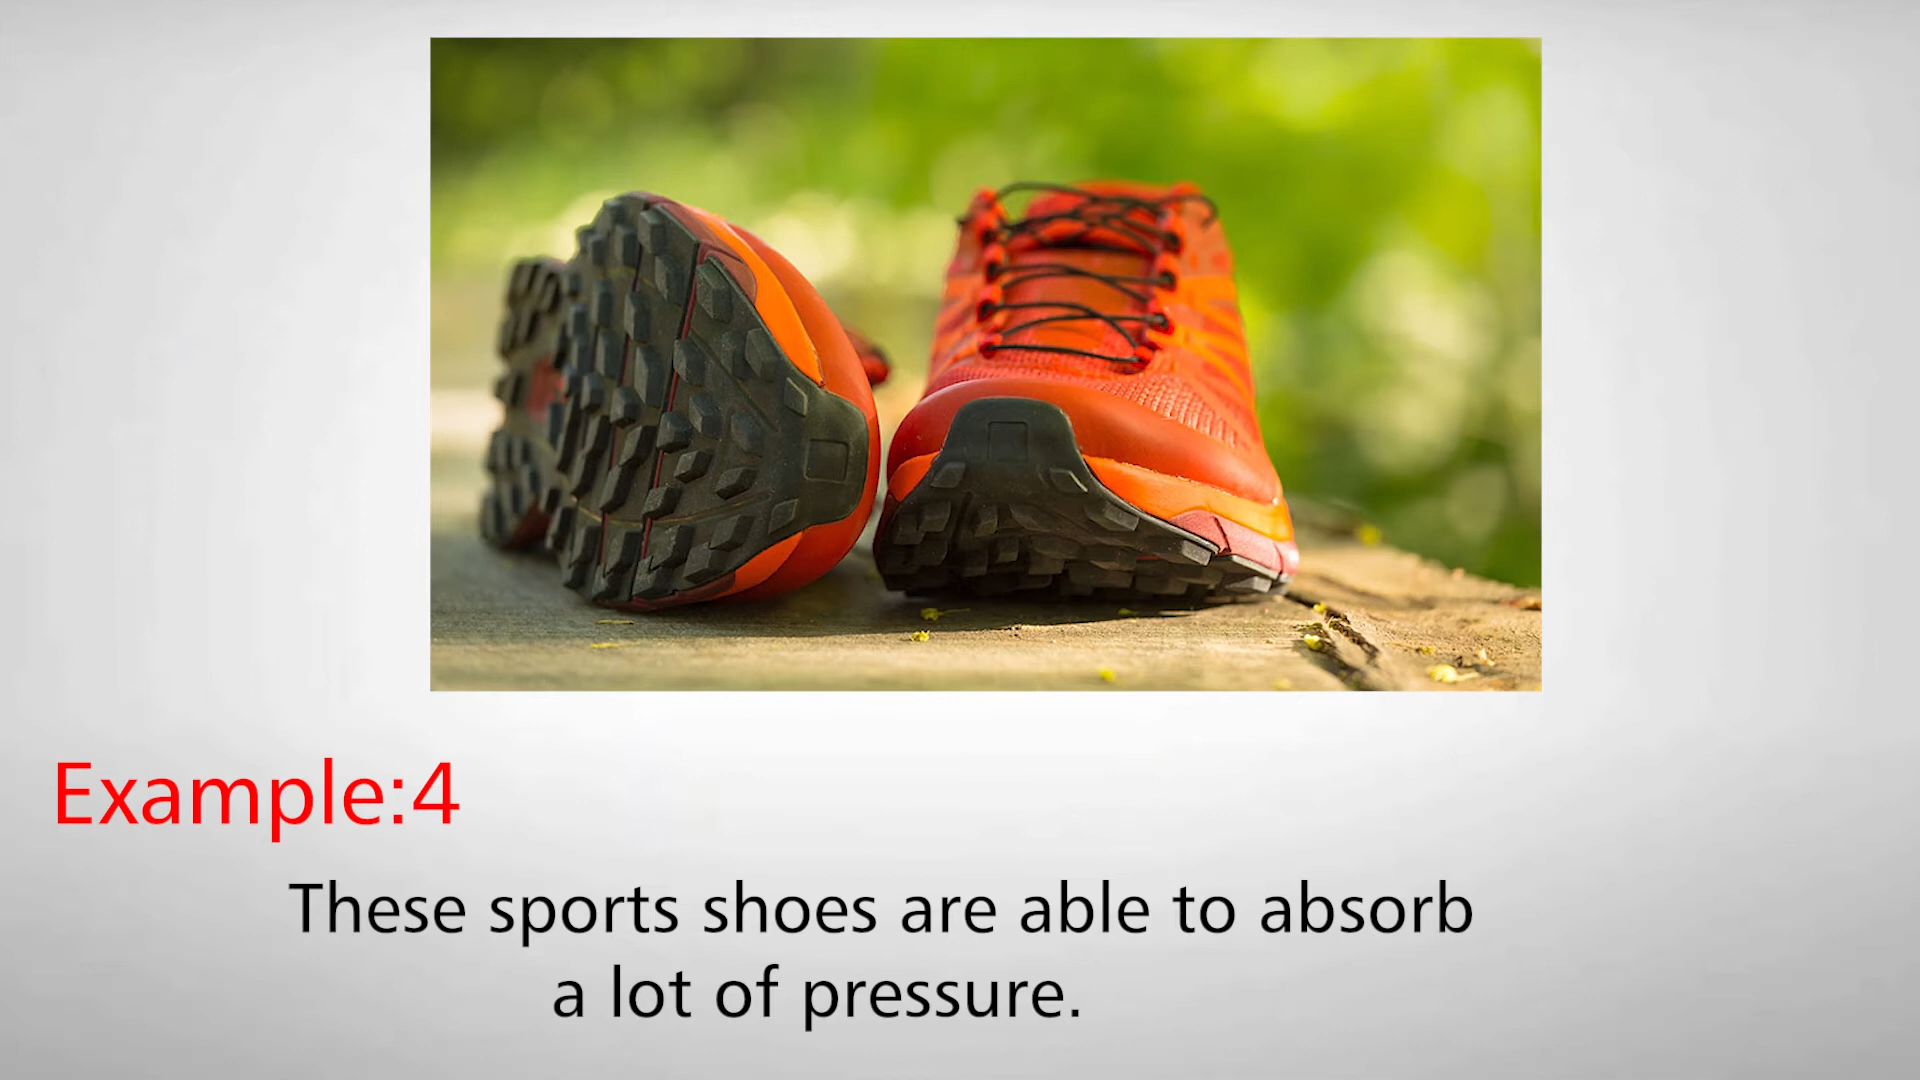 Example:4
These sports shoes are able to absorb
a lot of pressure.